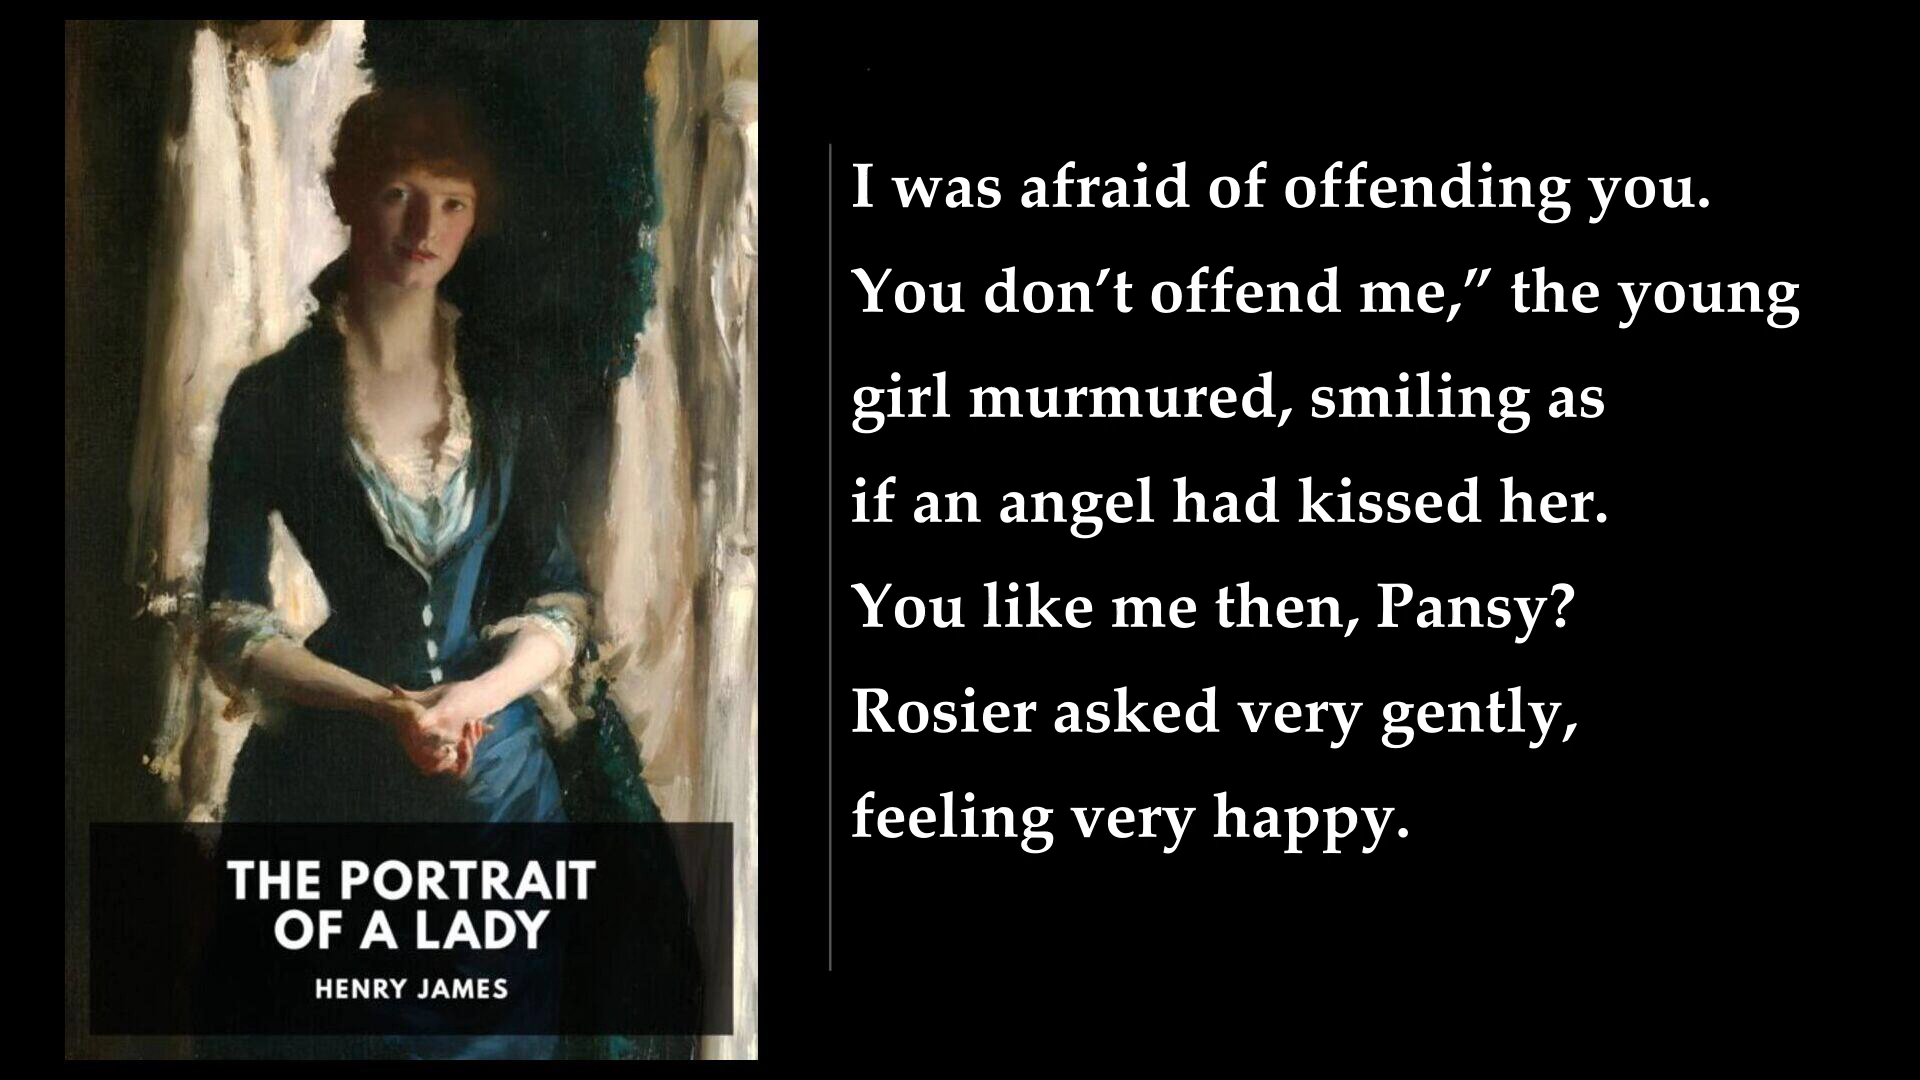 THE PORTRAIT
OF A LADY
HENRY JAMES
I was afraid of offending you.
You don’t offend me,” the young
girl murmured, smiling as
if an angel had kissed her.
You like me then, Pansy?
Rosier asked very gently,
feeling very happy.